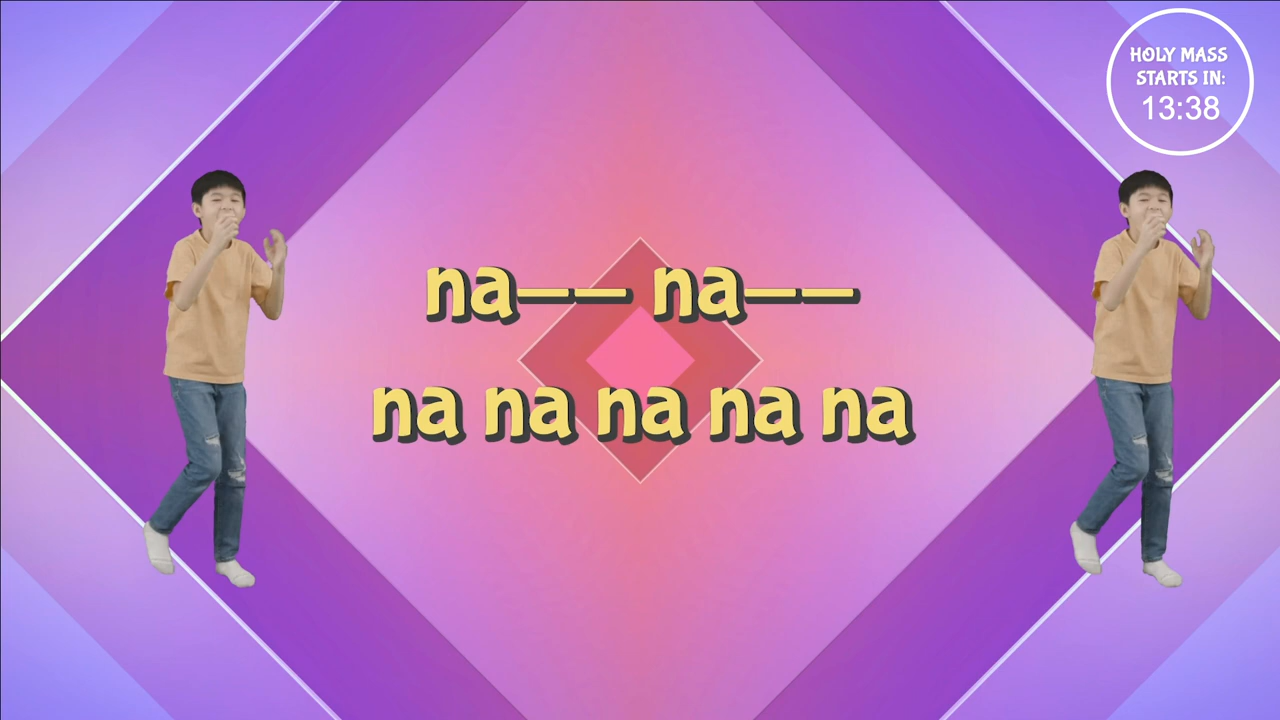 HOLY MASS
STARTS IN:
13:38
na—— na——
na na na na na